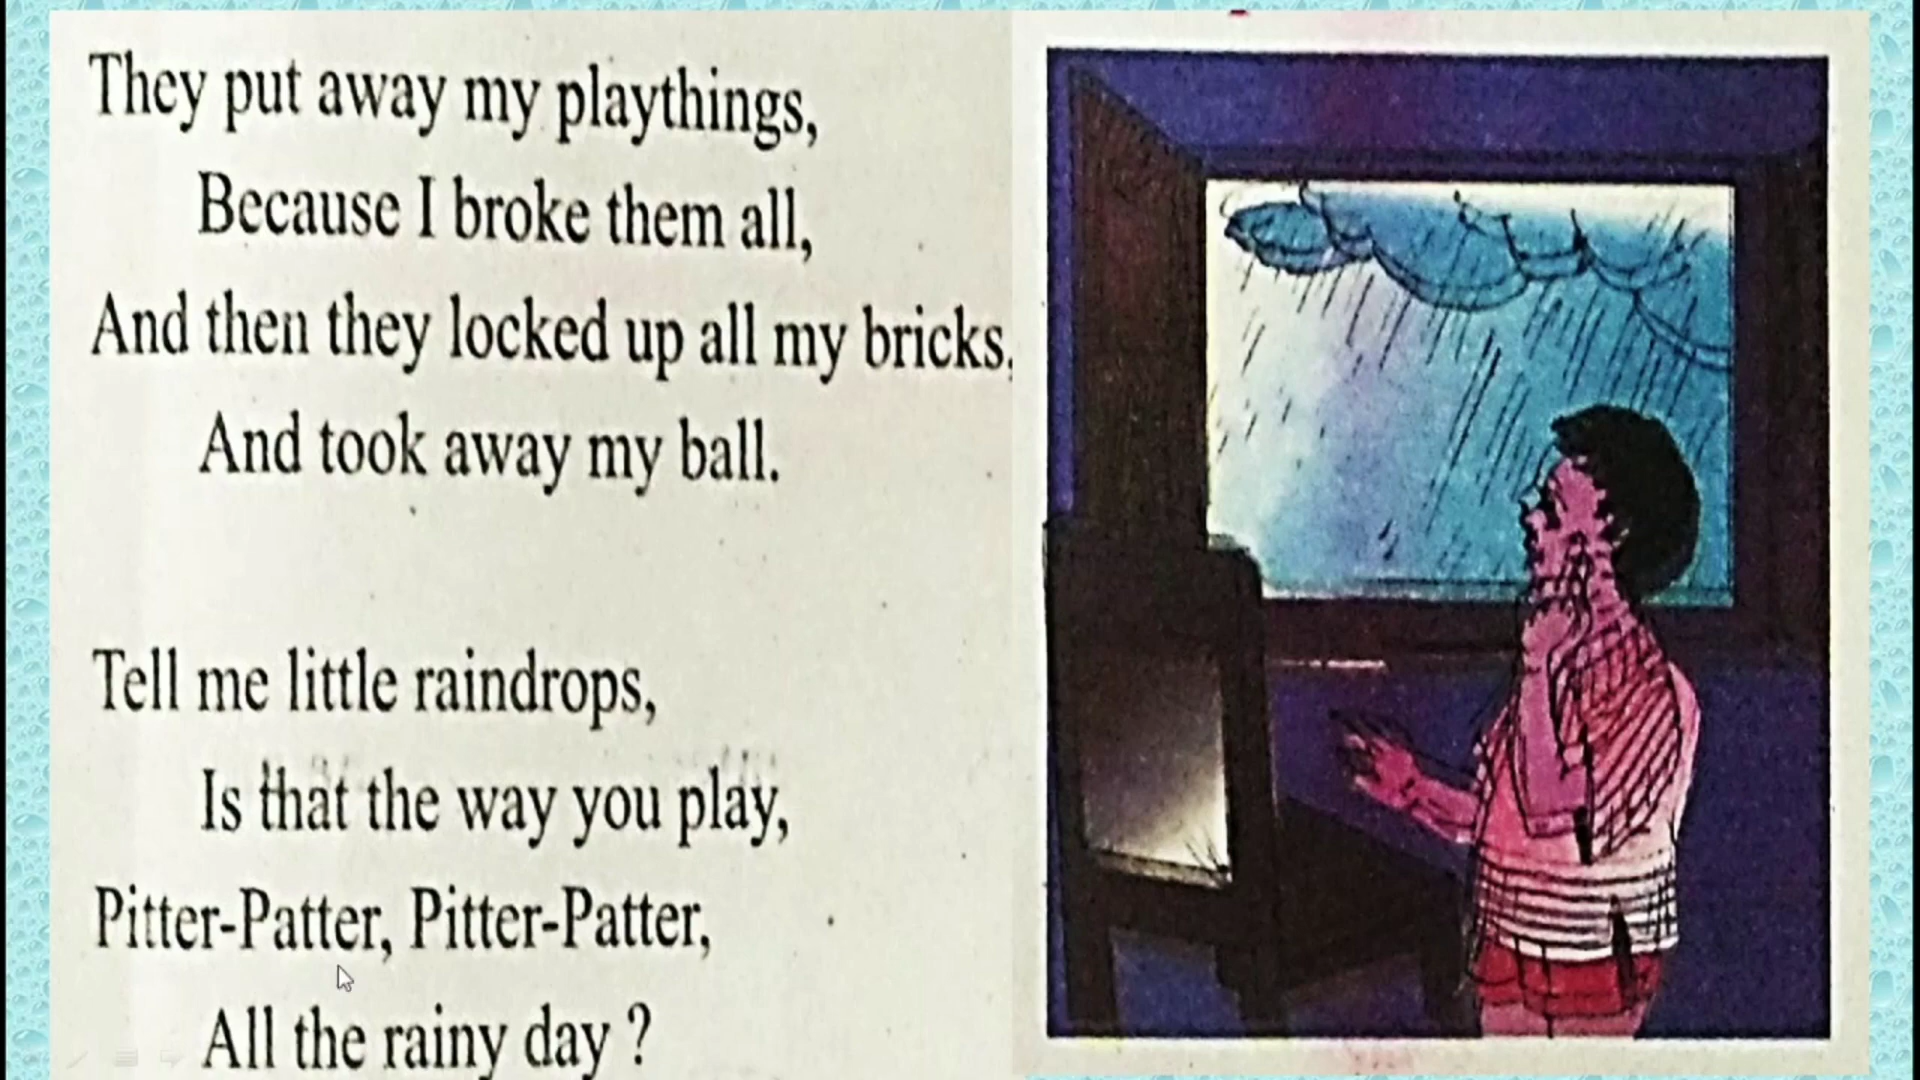 They put away my playthings,
Because I broke them all,
And then they locked up all my bricks,
And took away my ball.
Tell me little raindrops,
Is that the way you play,
Pitter-Patter, Pitter-Patter,
All the rainy day ?